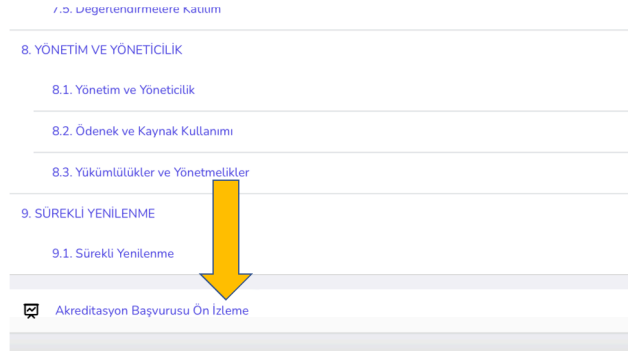 7.5. Değerlendirmelere Katılım
8. YÖNETİM VE YÖNETİCİLİK
8.1. Yönetim ve Yöneticilik
8.2. Ödenek ve Kaynak Kullanımı
8.3. Yükümlülükler ve Yönetmelikler
9. SÜREKLİ YENİLENME
9.1. Sürekli Yenilenme
Akreditasyon Başvurusu Ön İzleme